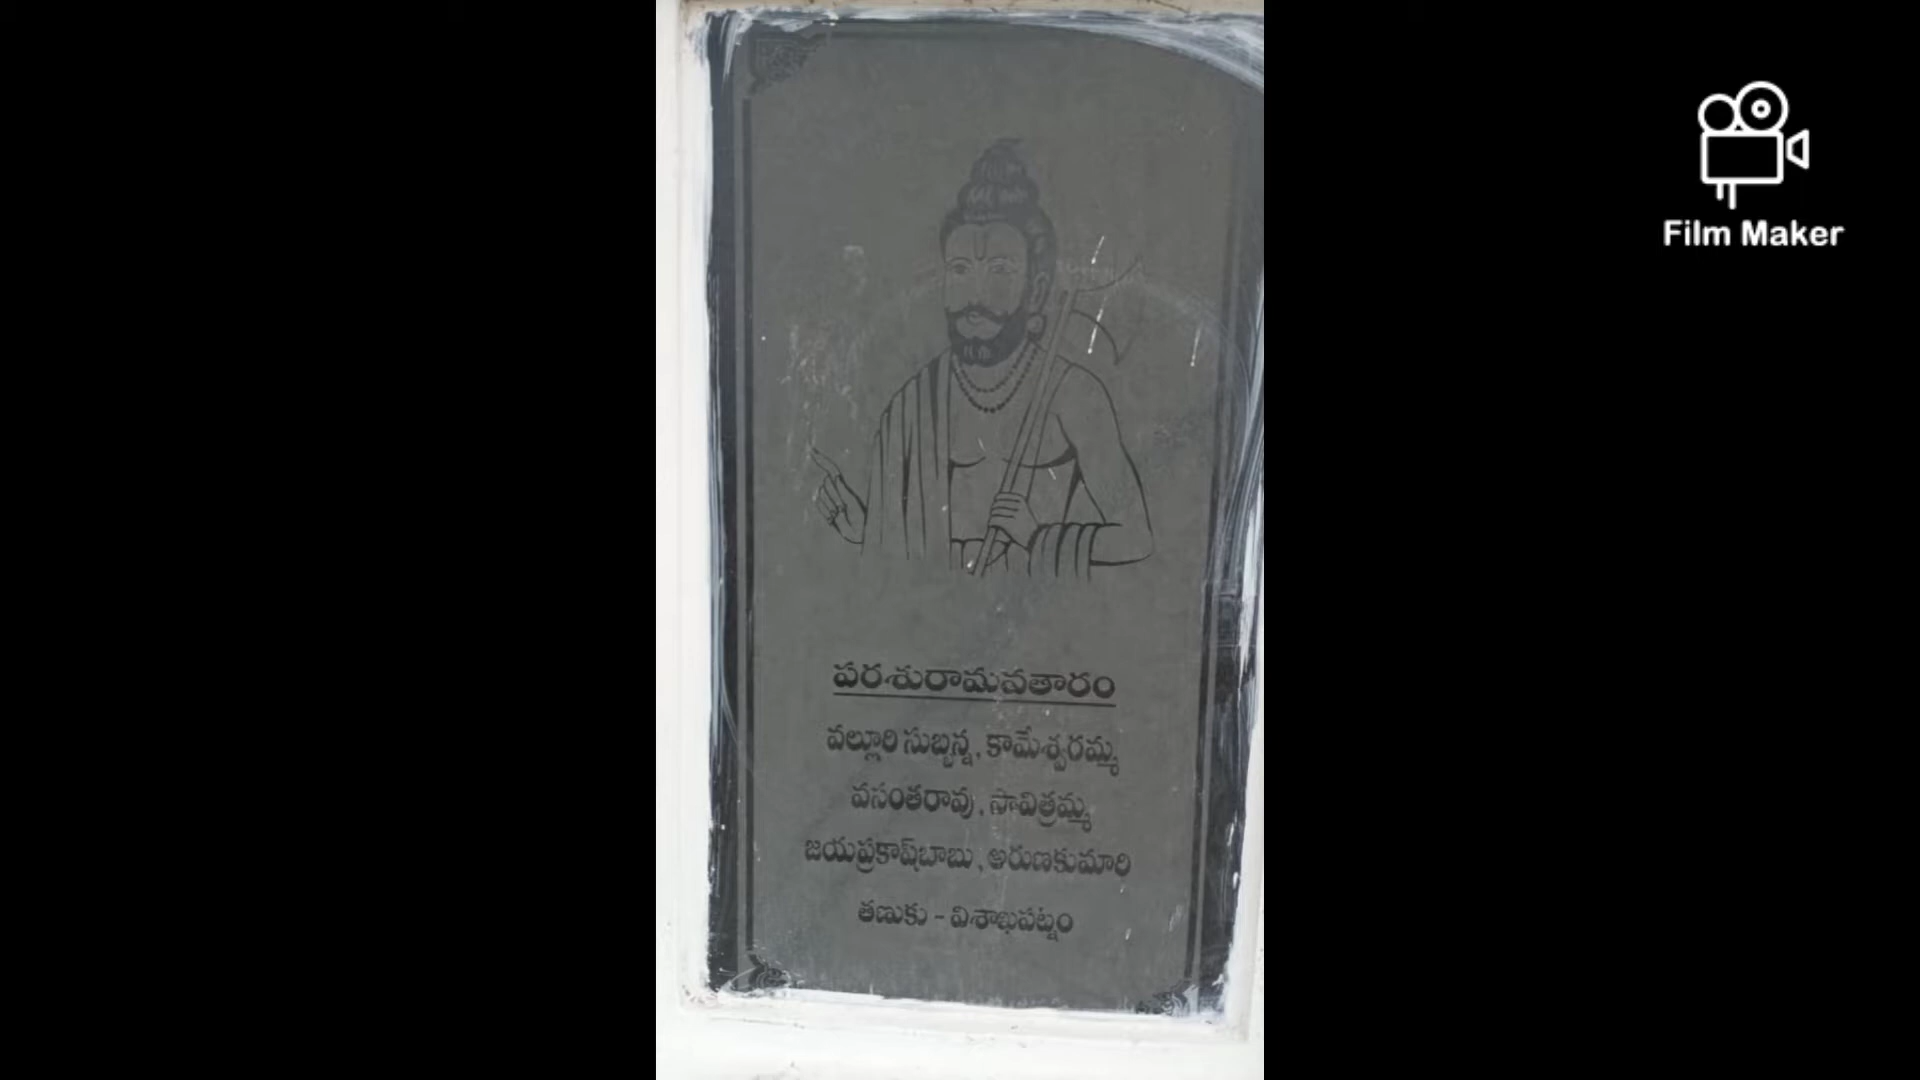 పరశురామవతారం
వల్లూరి సుబ్బన్న, కామేశ్వరమ్మ
వసంతరావు, సావిత్రమ్మ
జయప్రకాష్‌బాబు, అరుణకుమారి
తణుకు - విశాఖపట్నం
Film Maker